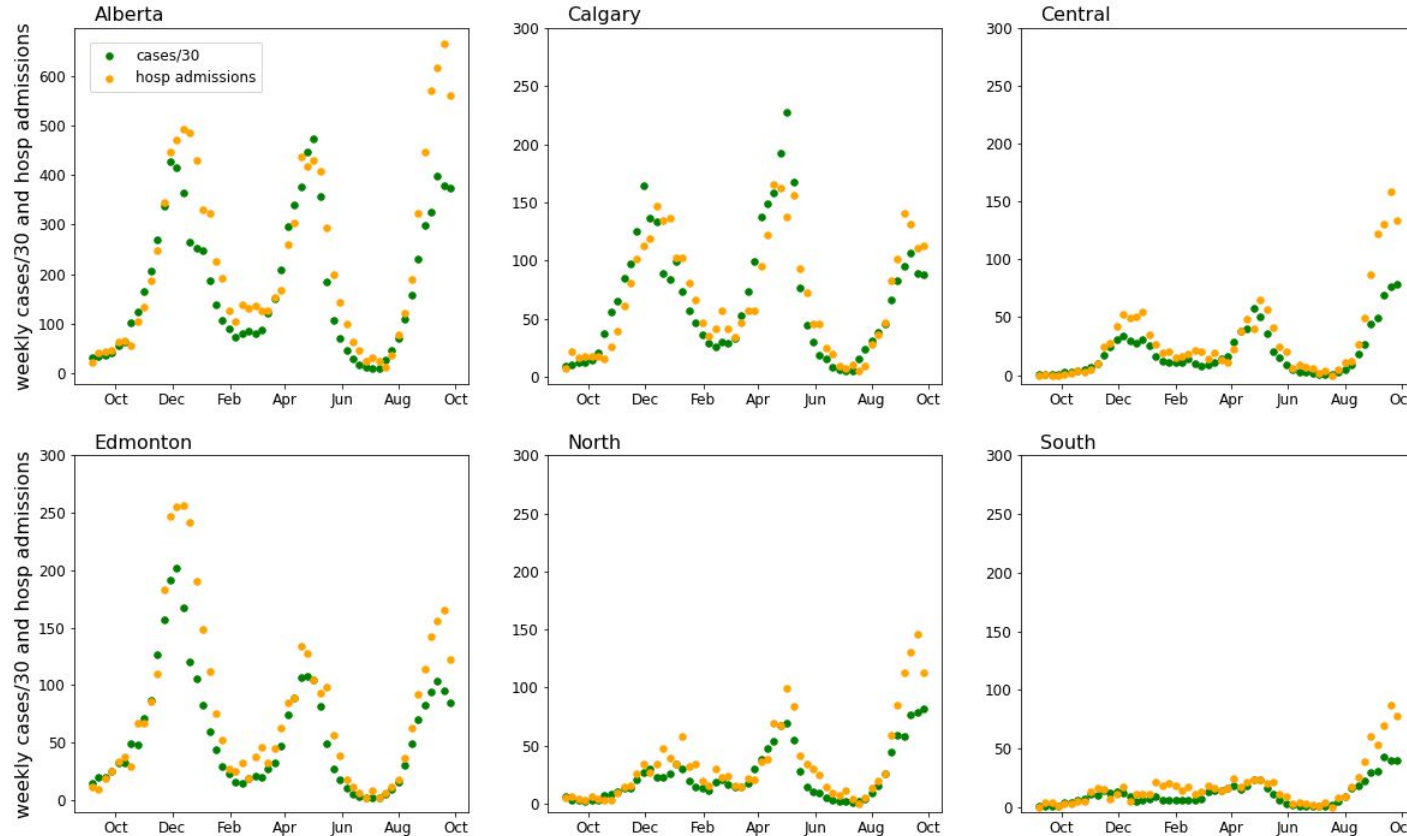 Alberta
Calgary
Central
weekly cases/30 and hosp admissions
cases/30
hosp admissions
600
500
400
300
200
100
0
Oct Dec Feb Apr Jun Aug Oct
300
250
200
150
100
50
0
Oct Dec Feb Apr Jun Aug Oct
300
250
200
150
100
50
0
Oct Dec Feb Apr Jun Aug Oc
Edmonton
North
South
weekly cases/30 and hosp admissions
300
250
200
150
100
50
0
Oct Dec Feb Apr Jun Aug Oct
300
250
200
150
100
50
0
Oct Dec Feb Apr Jun Aug Oct
300
250
200
150
100
50
0
Oct Dec Feb Apr Jun Aug Oc